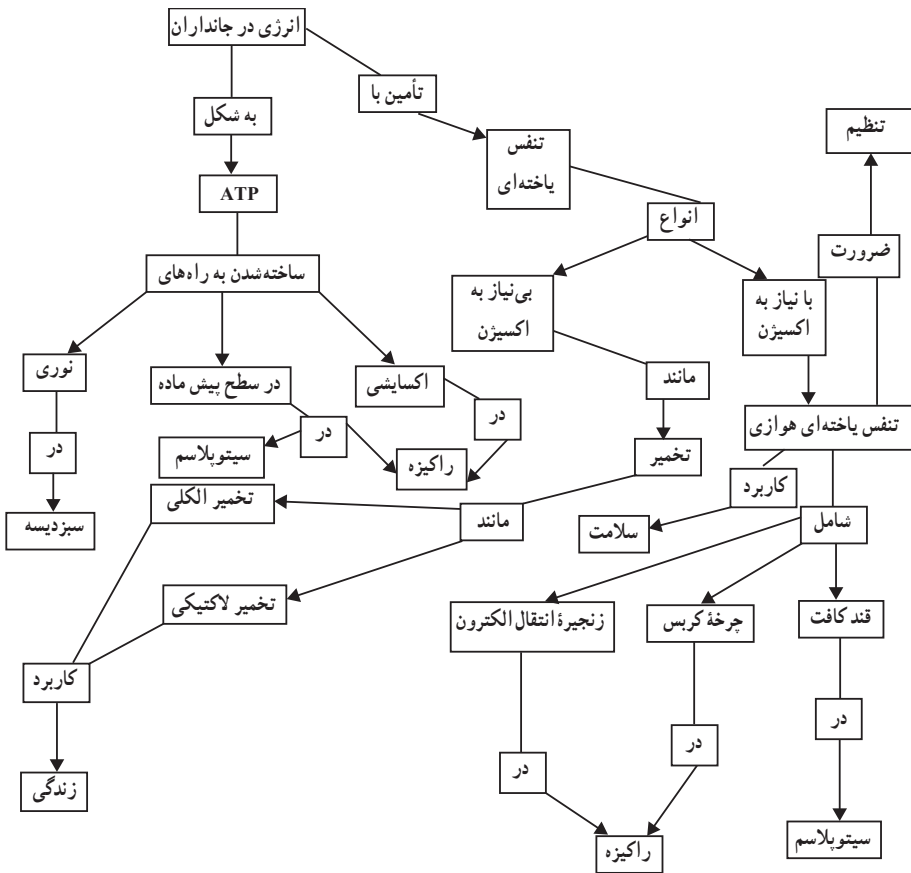 انرژی در جانداران
به شکل
تأمین با
تنظیم
تنفس
یاخته‌ای
ATP
انواع
ضرورت
ساخته‌شدن به راه‌های
بی‌نیاز به
اکسیژن
با نیاز به
اکسیژن
نوری
در سطح پیش ماده
اکسایشی
مانند
در
در
در
تنفس یاخته‌ای هوازی
سیتوپلاسم
راکیزه
تخمیر
کاربرد
تخمیر الکلی
مانند
سلامت
شامل
سبزدیسه
تخمیر لاکتیکی
زنجیرهٔ انتقال الکترون
چرخهٔ کربس
قند کافت
کاربرد
در
در
در
زندگی
راکیزه
سیتوپلاسم